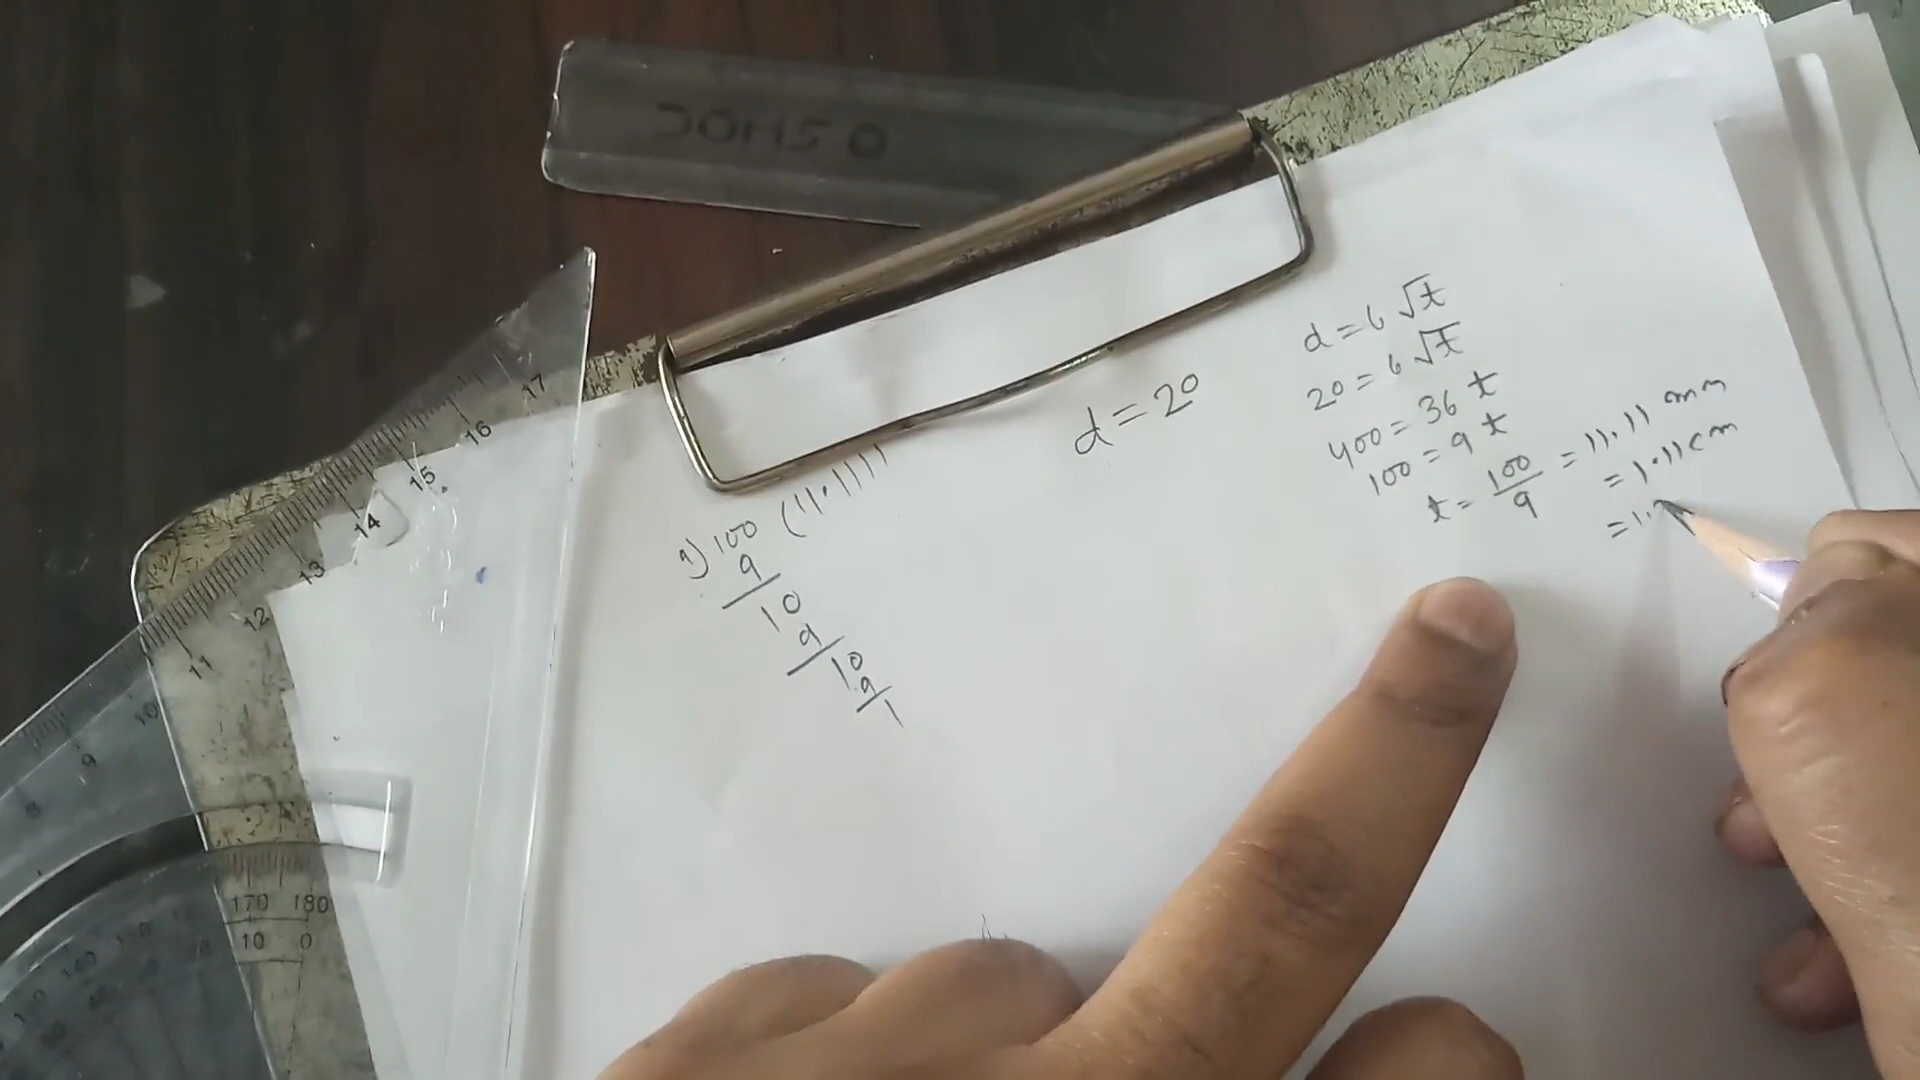 DOMS
17
16
15
14
13
12
11
10
9
8
170 180
10 0
d = 20
9) 100 (11.1111
9
10
9
10
9
1
d = 6 √t
20 = 6 √t
400 = 36 t
100 = 9 t
t = 100/9 = 11.11 mm
= 1.11 cm
= 1.